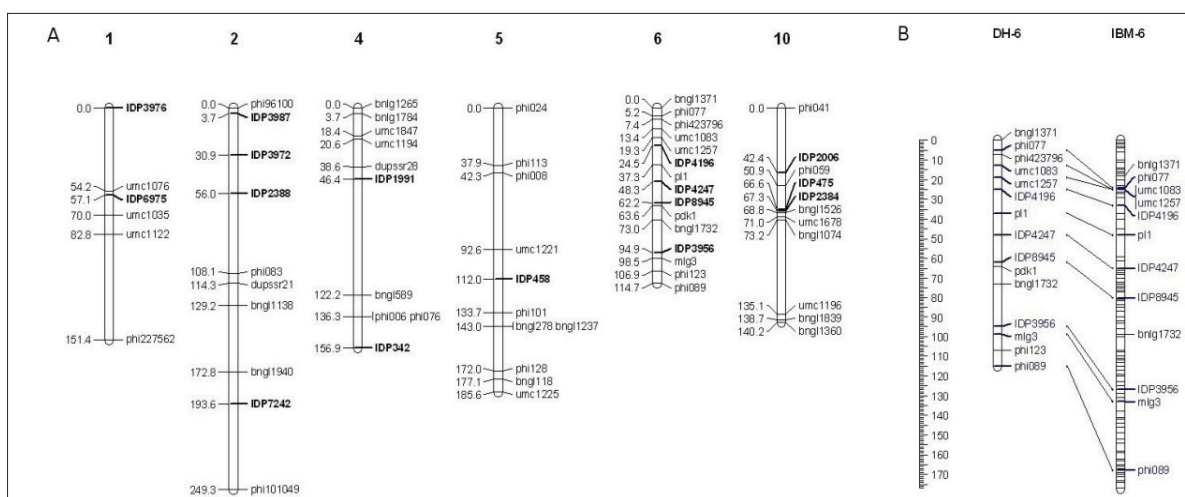 A
1
0.0 IDP3976
54.2 umc1076
57.1 IDP6975
70.0 umc1035
82.8 umc1122
151.4 phi227562
2
0.0 phi96100
3.7 IDP3987
30.9 IDP3972
56.0 IDP2388
108.1 phi083
114.3 dupssr21
129.2 bnlg1138
172.8 bngl1940
193.6 IDP7242
249.3 phi101049
4
0.0 bnlg1265
3.7 bnlg1784
18.4 umc1847
20.6 umc1194
38.6 dupssr28
46.4 IDP1991
122.2 bngl589
136.3 phi006 phi076
156.9 IDP342
5
0.0 phi024
37.9 phi113
42.3 phi008
92.6 umc1221
112.0 IDP458
133.7 phi101
143.0 bngl278 bngl1237
172.0 phi128
177.1 bngl118
185.6 umc1225
6
0.0 bngl1371
5.2 phi077
7.4 phi423796
13.4 umc1083
19.3 umc1257
24.5 IDP4196
37.3 pl1
48.3 IDP4247
62.2 IDP8945
63.6 pdk1
73.0 bngl1732
94.9 IDP3956
98.5 mlg3
106.9 phi123
114.7 phi089
10
0.0 phi041
42.4 IDP2006
50.9 phi059
66.6 IDP475
67.3 IDP2384
68.8 bngl1526
71.0 umc1678
73.2 bngl1074
135.1 umc1196
138.7 bngl1839
140.2 bngl1360
B
0
10
20
30
40
50
60
70
80
90
100
110
120
130
140
150
160
170
DH-6
bngl1371
phi077
phi423796
umc1083
umc1257
IDP4196
pl1
IDP4247
IDP8945
pdk1
bngl1732
IDP3956
mlg3
phi123
phi089
IBM-6
bnlg1371
phi077
umc1083
umc1257
IDP4196
pl1
IDP4247
IDP8945
bnlg1732
IDP3956
mlg3
phi089